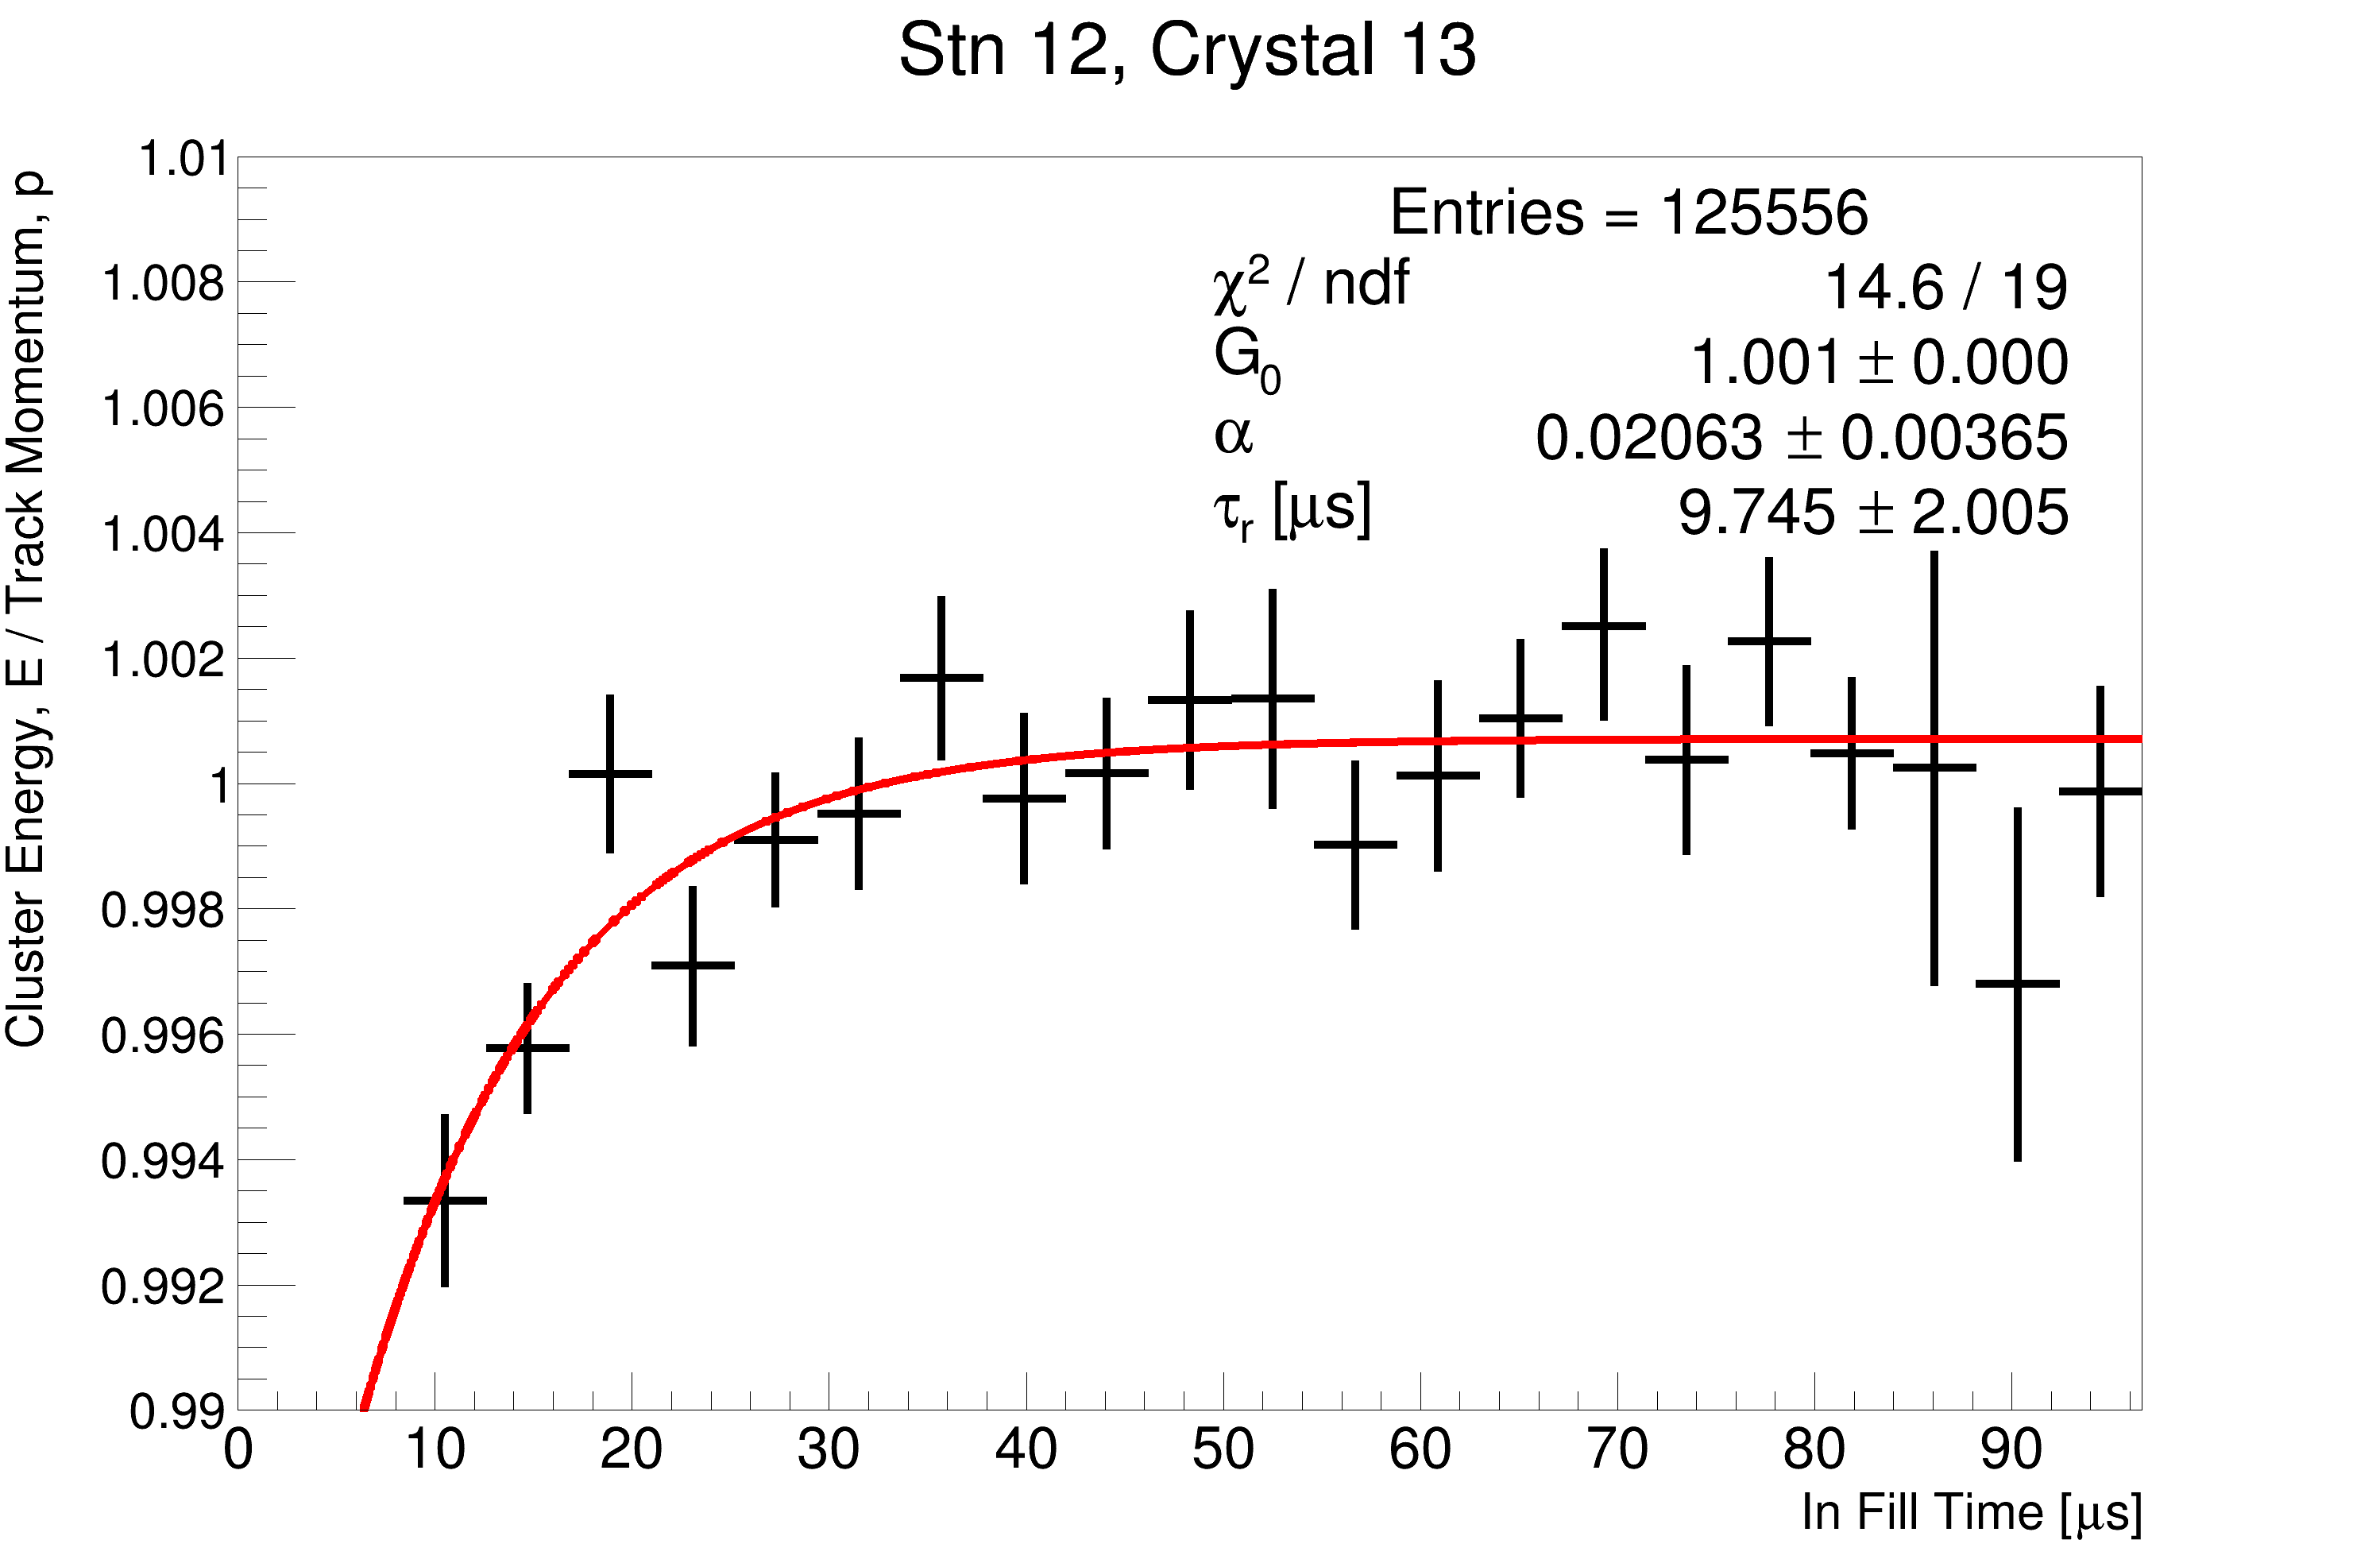 Stn 12, Crystal 13
Cluster Energy, E / Track Momentum, p
1.01
1.008
1.006
1.004
1.002
1
0.998
0.996
0.994
0.992
0.99
Entries = 125556
χ² / ndf 14.6 / 19
G₀ 1.001 ± 0.000
α 0.02063 ± 0.00365
τᵣ [μs] 9.745 ± 2.005
0 10 20 30 40 50 60 70 80 90
In Fill Time [μs]